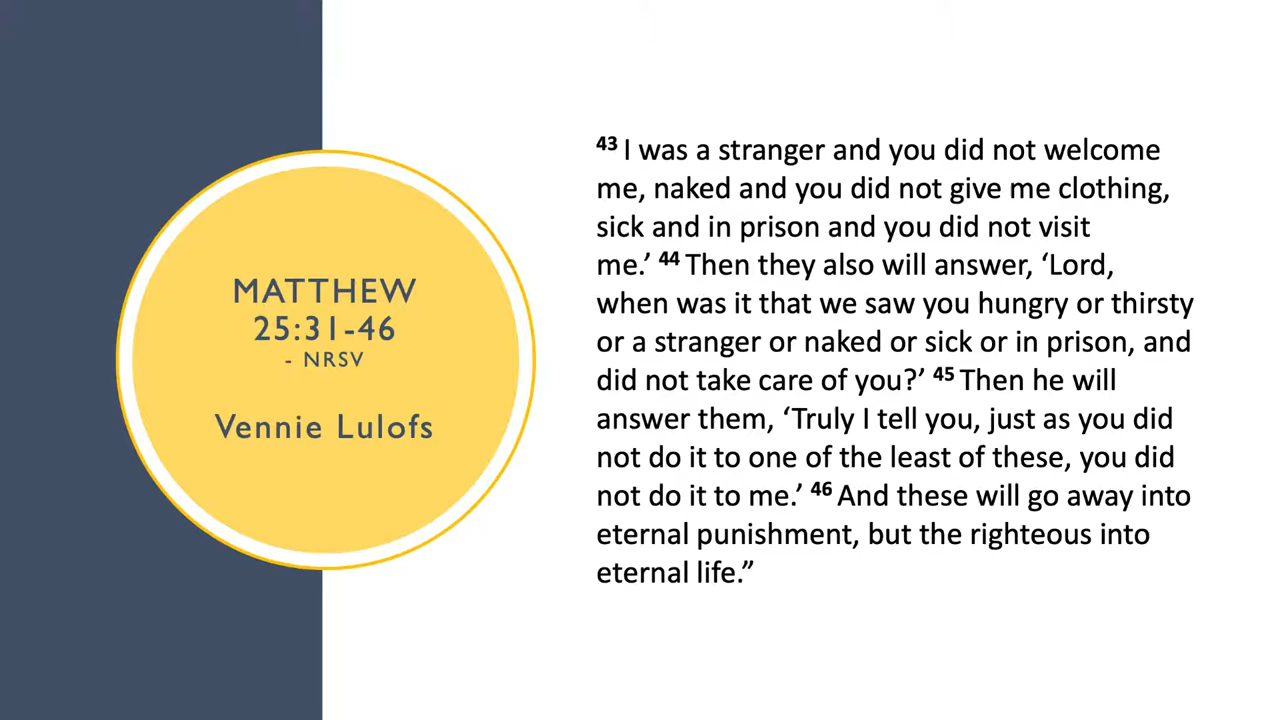 MATTHEW
25:31-46
- NRSV
Vennie Lulofs
43 I was a stranger and you did not welcome
me, naked and you did not give me clothing,
sick and in prison and you did not visit
me.’ 44 Then they also will answer, ‘Lord,
when was it that we saw you hungry or thirsty
or a stranger or naked or sick or in prison, and
did not take care of you?’ 45 Then he will
answer them, ‘Truly I tell you, just as you did
not do it to one of the least of these, you did
not do it to me.’ 46 And these will go away into
eternal punishment, but the righteous into
eternal life.”